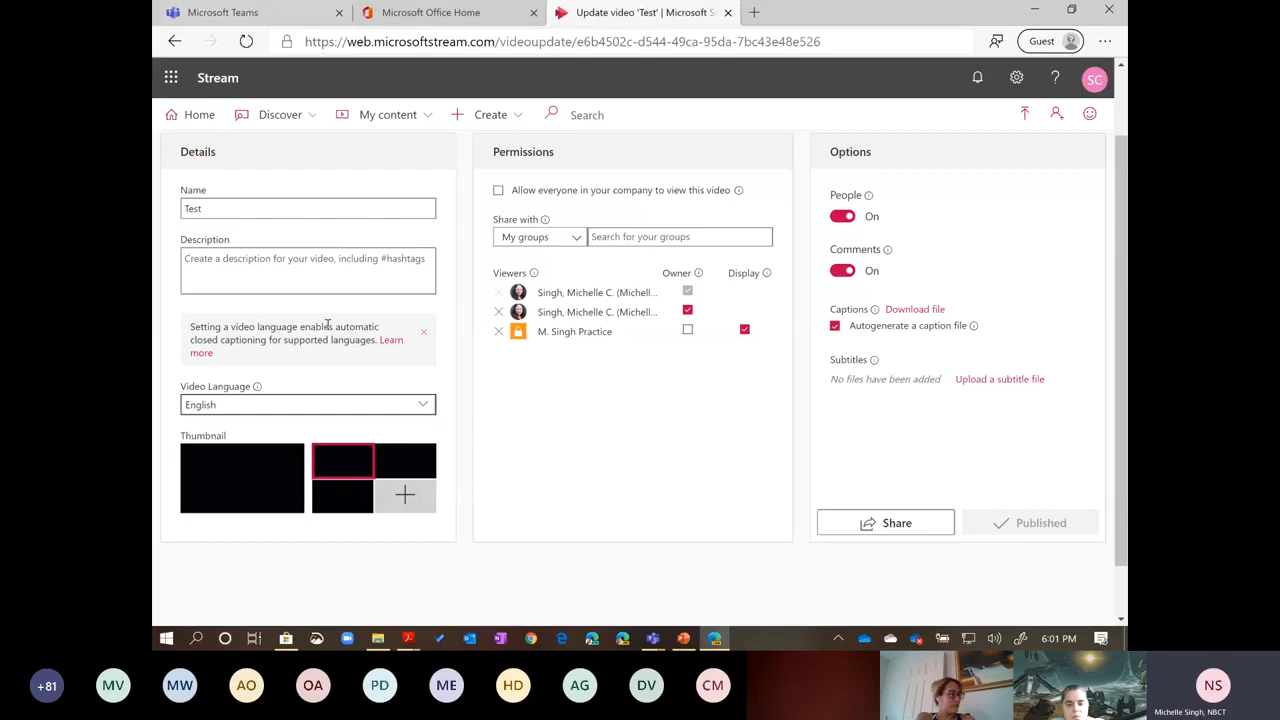 Microsoft Teams
Microsoft Office Home
Update video 'Test' | Microsoft St
https://web.microsoftstream.com/videoupdate/e6b4502c-d544-49ca-95da-7bc43e48e526
Guest
Stream
SC
Home
Discover
My content
Create
Search
Details
Name
Test
Description
Create a description for your video, including #hashtags
Setting a video language enables automatic
closed captioning for supported languages. Learn
more
Video Language
English
Thumbnail
Permissions
Allow everyone in your company to view this video
Share with
My groups
Search for your groups
Viewers
Owner
Display
Singh, Michelle C. (Michell...
Singh, Michelle C. (Michell...
M. Singh Practice
Options
People
On
Comments
On
Captions
Download file
Autogenerate a caption file
Subtitles
No files have been added
Upload a subtitle file
Share
Published
6:01 PM
+81
MV
MW
AO
OA
PD
ME
HD
AG
DV
CM
NS
Michelle Singh, NBCT